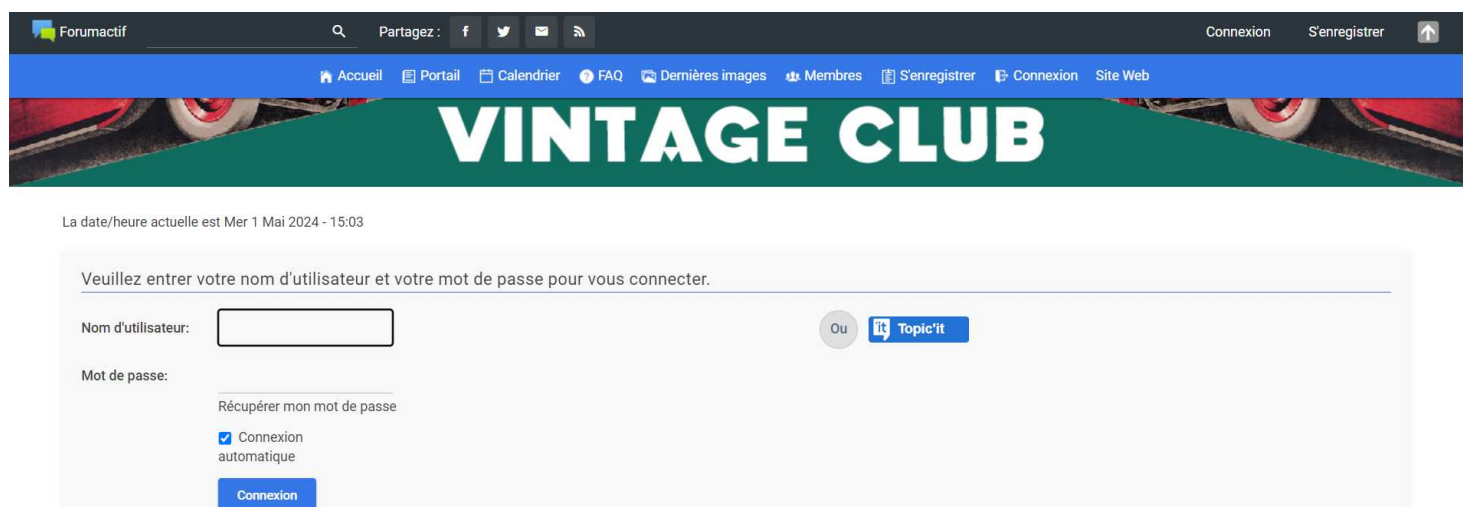 Forumactif Partagez : Connexion S'enregistrer
Accueil Portail Calendrier FAQ Dernières images Membres S'enregistrer Connexion Site Web
VINTAGE CLUB
La date/heure actuelle est Mer 1 Mai 2024 - 15:03
Veuillez entrer votre nom d'utilisateur et votre mot de passe pour vous connecter.
Nom d'utilisateur: Ou 'it Topic'it
Mot de passe:
Récupérer mon mot de passe
Connexion
automatique
Connexion